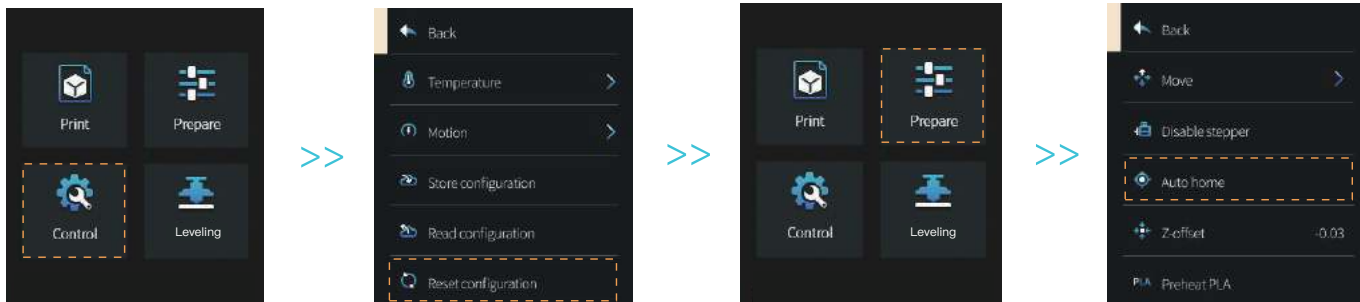 Print
Prepare
Control
Leveling
>>
Back
Temperature
Motion
Store configuration
Read configuration
Reset configuration
>>
Print
Prepare
Control
Leveling
>>
Back
Move
Disable stepper
Auto home
Z-offset -0.03
PLA Preheat PLA